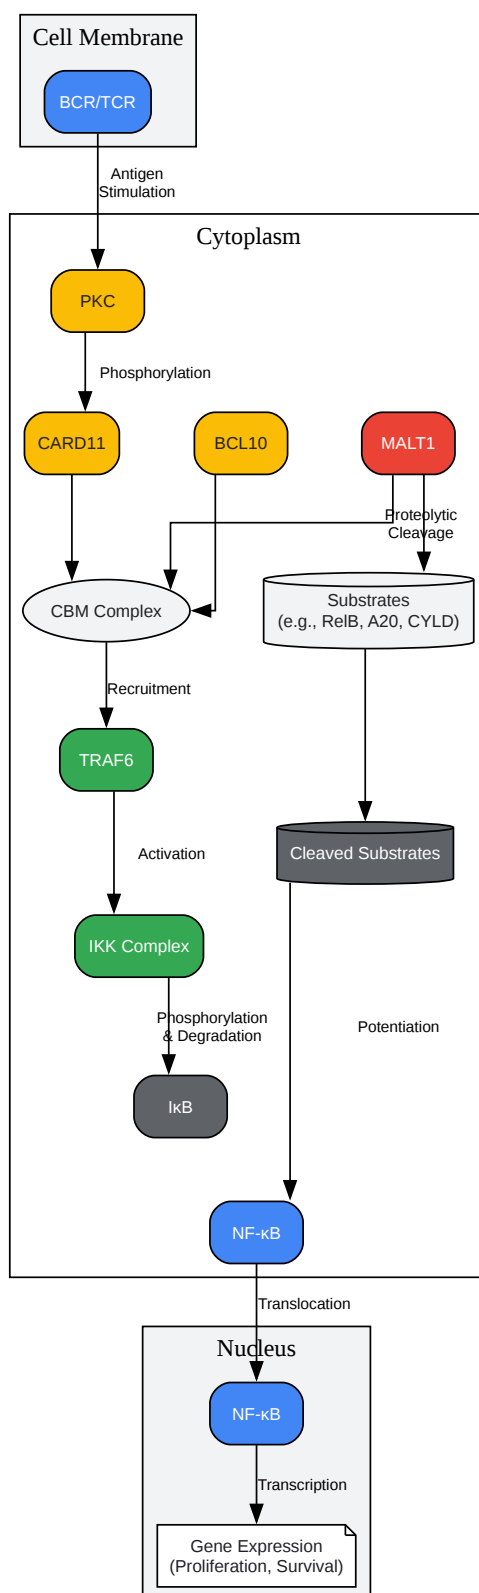 Cell Membrane
BCR/TCR
Antigen
Stimulation
Cytoplasm
PKC
Phosphorylation
CARD11
BCL10
MALT1
Proteolytic
Cleavage
CBM Complex
Substrates
(e.g., RelB, A20, CYLD)
Recruitment
TRAF6
Activation
Cleaved Substrates
IKK Complex
Phosphorylation
& Degradation
Potentiation
IκB
NF-κB
Translocation
Nucleus
NF-κB
Transcription
Gene Expression
(Proliferation, Survival)